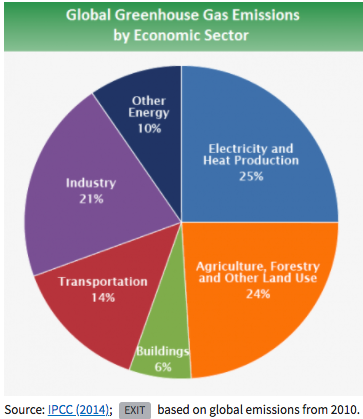 Global Greenhouse Gas Emissions
by Economic Sector
Other
Energy
10%
Electricity and
Heat Production
25%
Industry
21%
Agriculture, Forestry
and Other Land Use
24%
Transportation
14%
Buildings
6%
Source: IPCC (2014); EXIT based on global emissions from 2010.